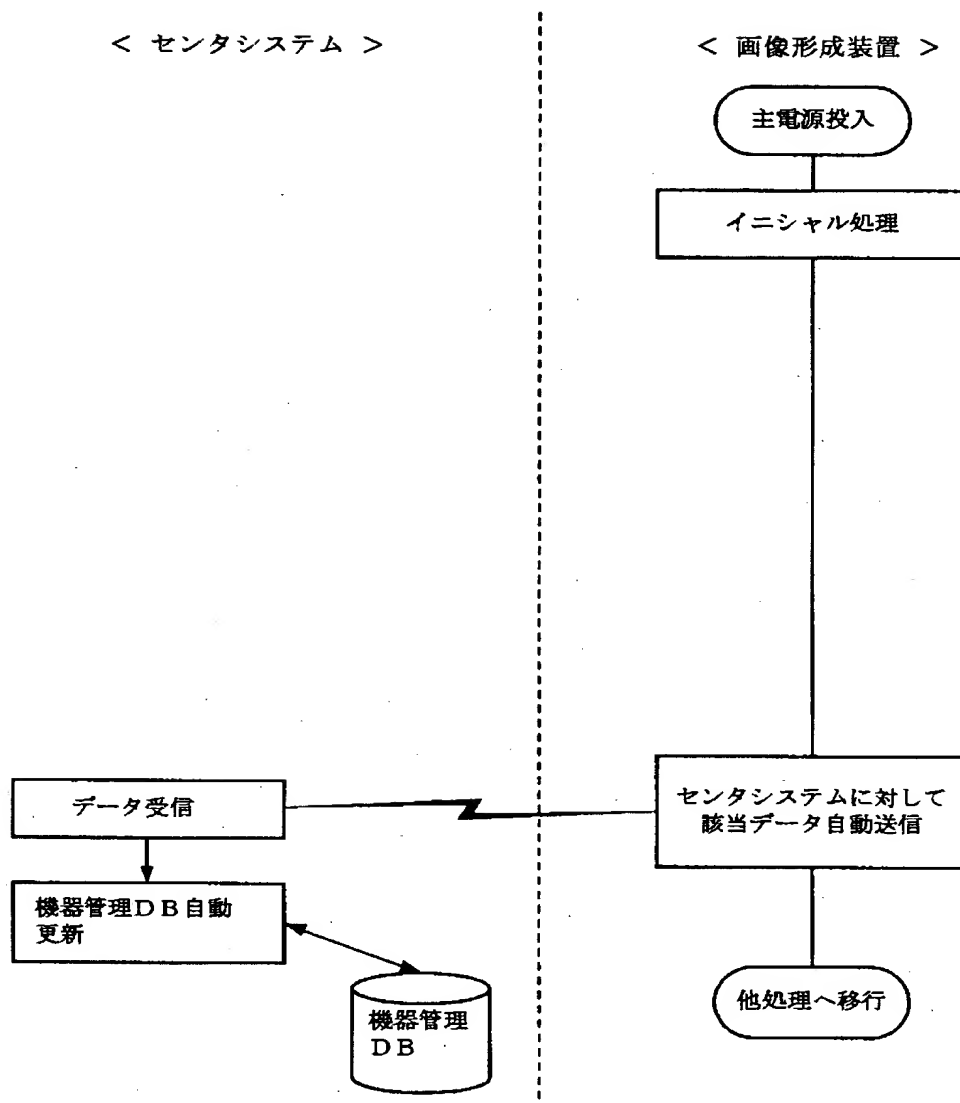 ＜ センタシステム ＞
＜ 画像形成装置 ＞
主電源投入
イニシャル処理
センタシステムに対して
該当データ自動送信
データ受信
機器管理ＤＢ自動
更新
機器管理
ＤＢ
他処理へ移行